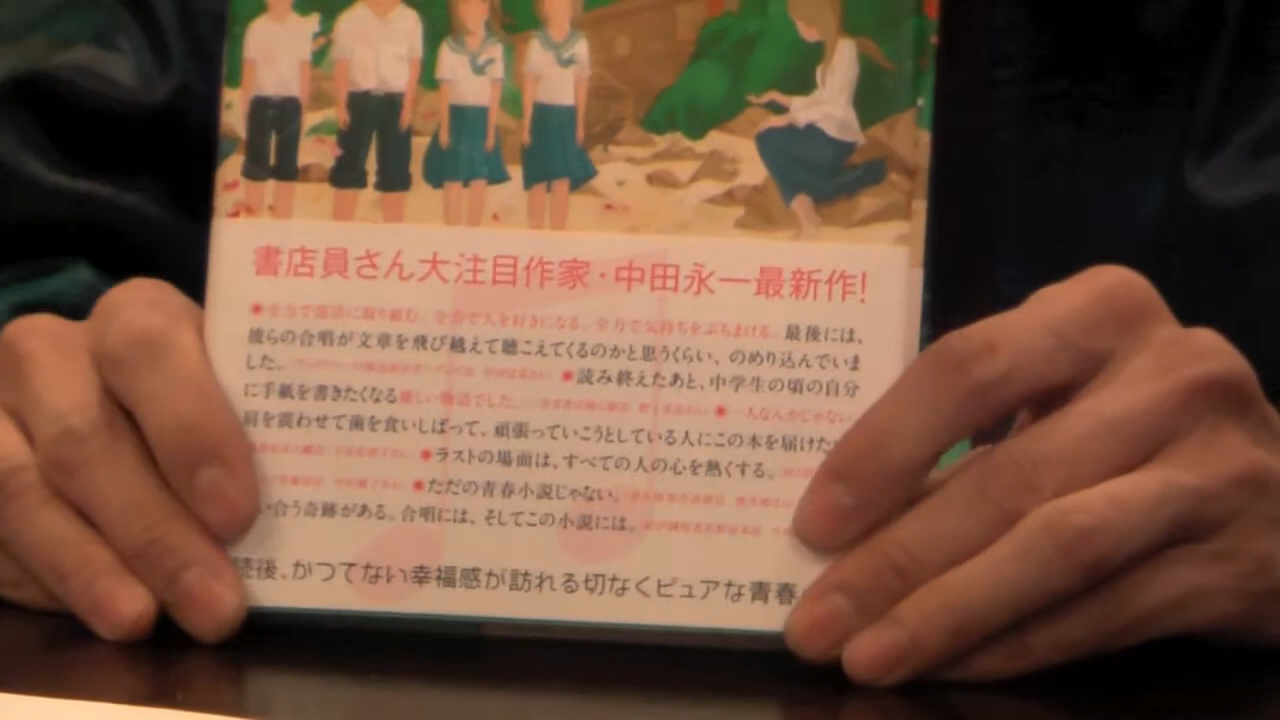 書店員さん大注目作家・中田永一最新作!
●全力で部活に取り組む。全力で人を好きになる。全力で気持ちをぶちまける。最後には、
彼らの合唱が文章を飛び越えて聴こえてくるのかと思うくらい、のめり込んでいま
した。 ●読み終えたあと、中学生の頃の自分
に手紙を書きたくなる優しい物語でした。 ●一人なんかじゃない。
肩を震わせて歯を食いしばって、頑張っていこうとしている人にこの本を届けた
●ラストの場面は、すべての人の心を熱くする。
●ただの青春小説じゃない。
い合う奇跡がある。合唱には、そしてこの小説には。
読後、かつてない幸福感が訪れる切なくピュアな青春